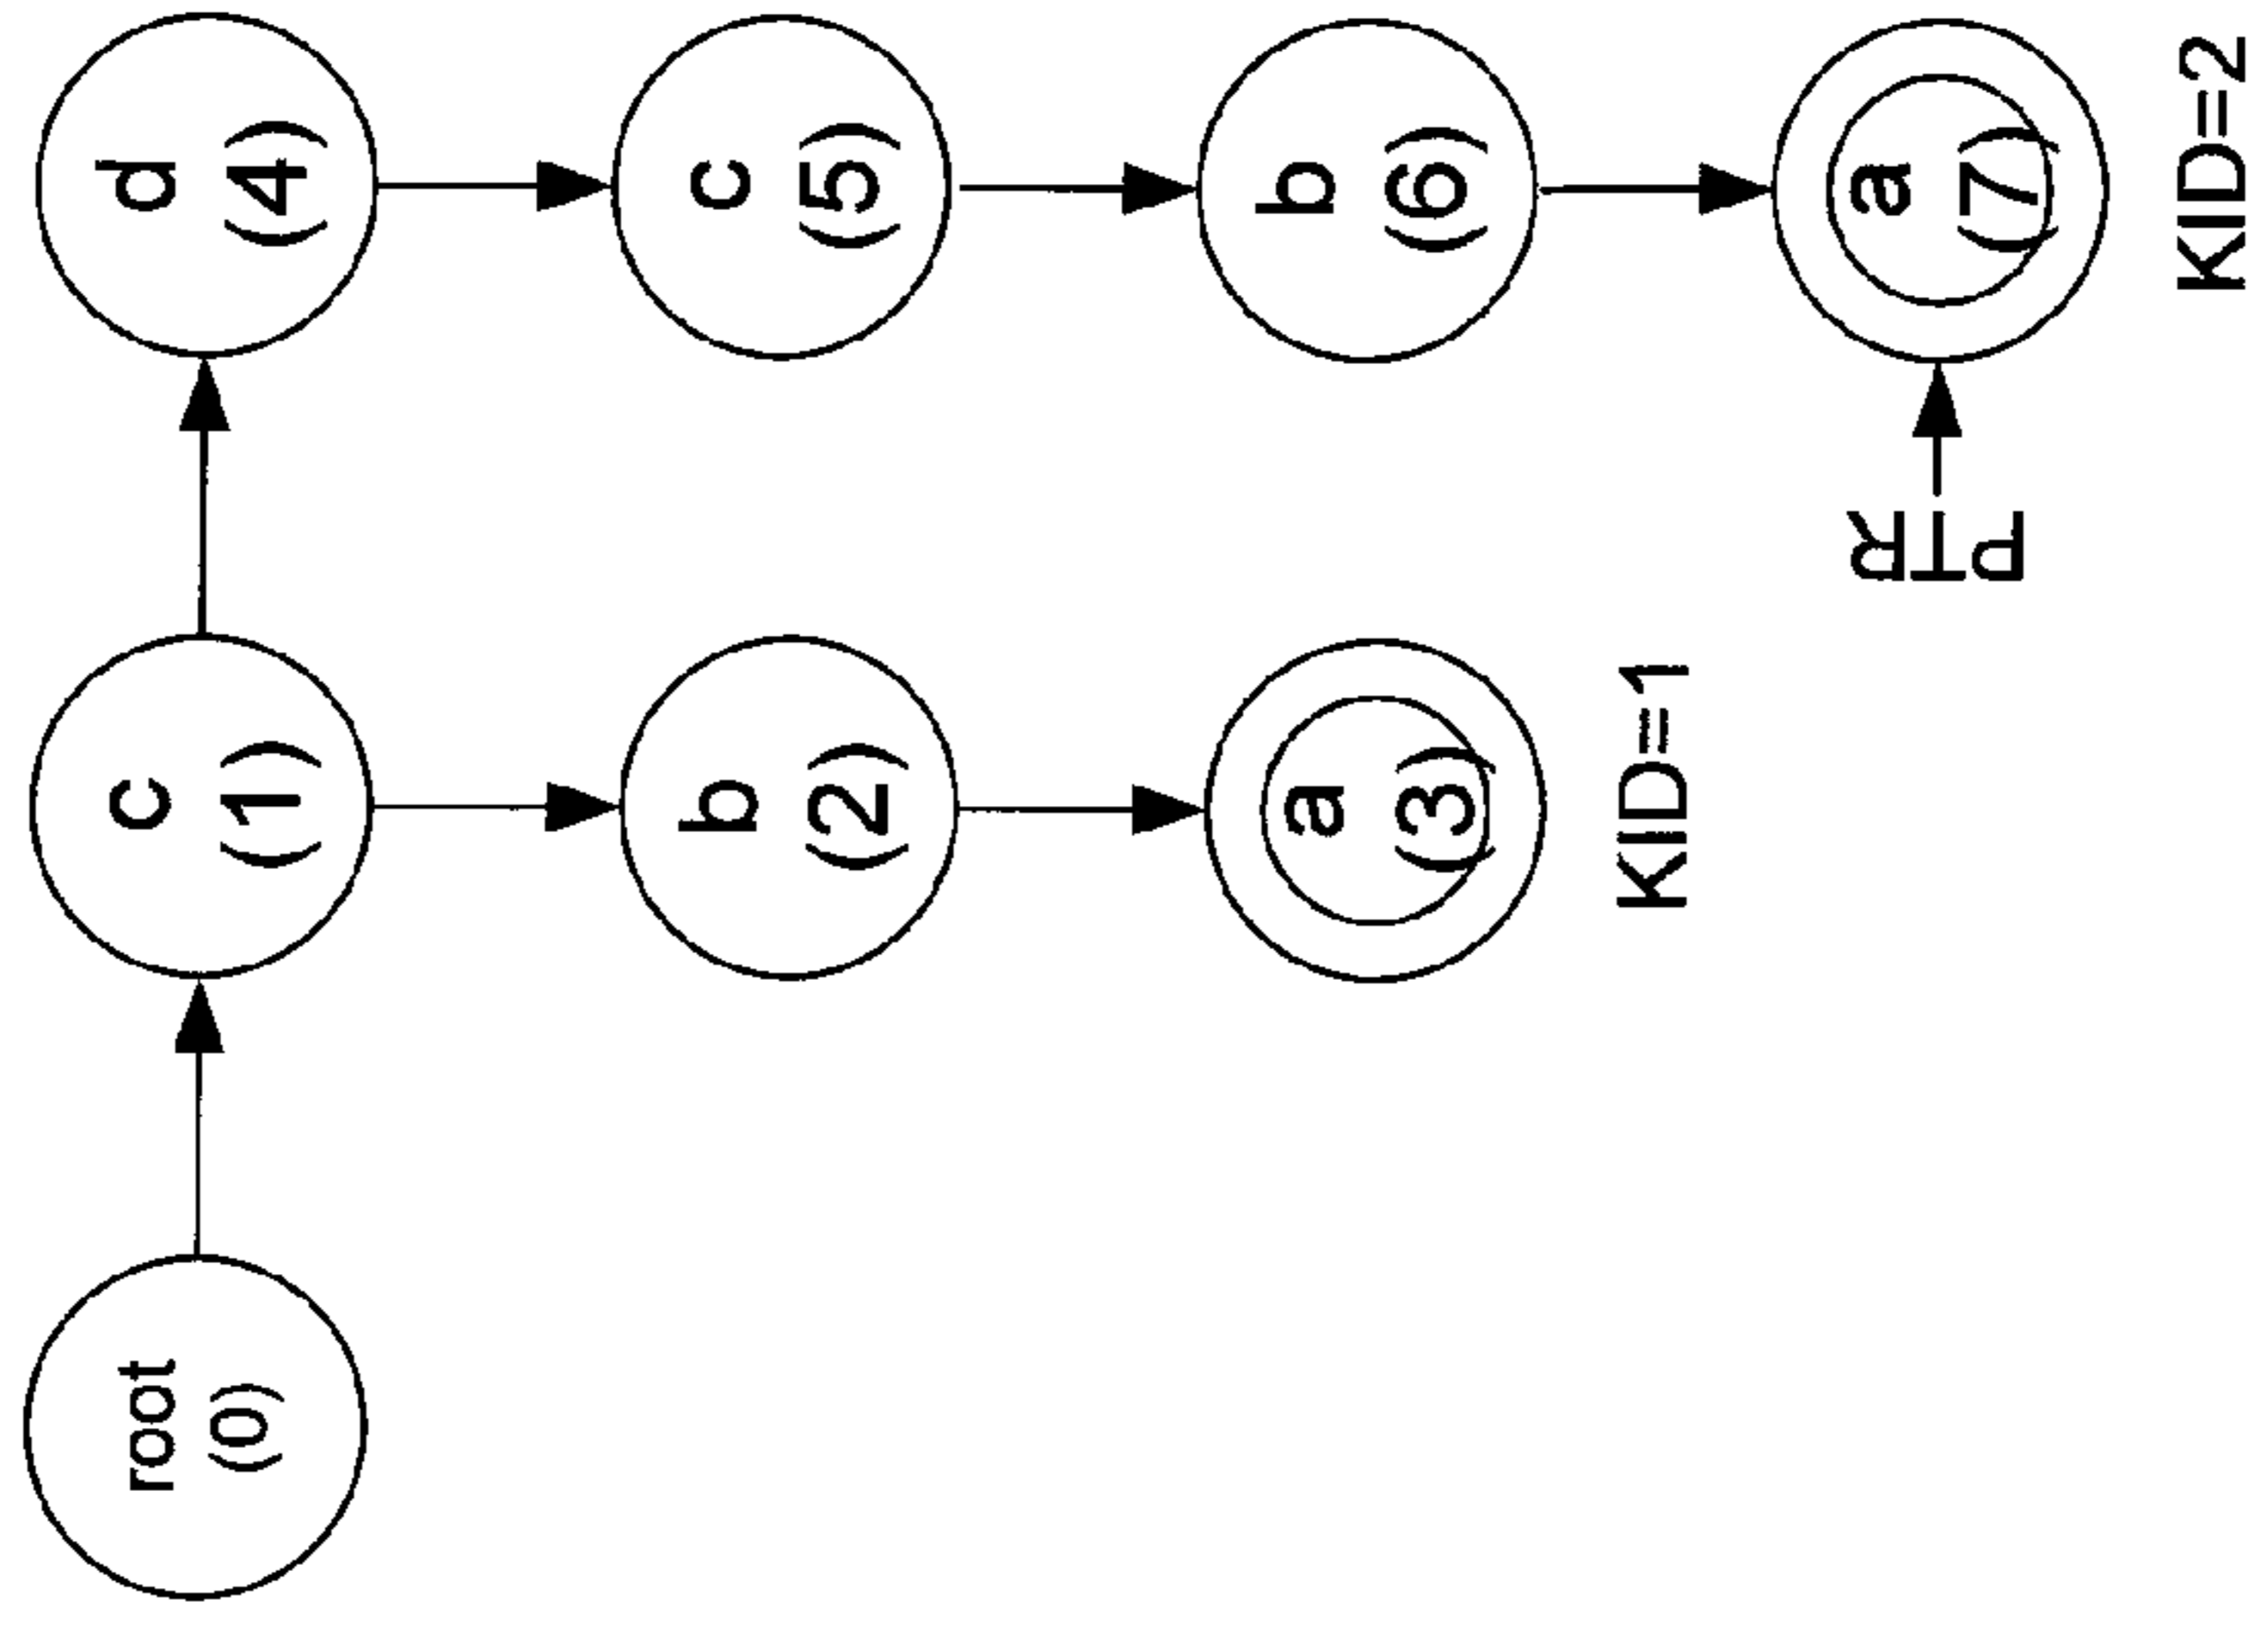 root
(0)
c
(1)
d
(4)
b
(2)
c
(5)
a
(3)
b
(6)
KID=1
PTR
a
(7)
KID=2